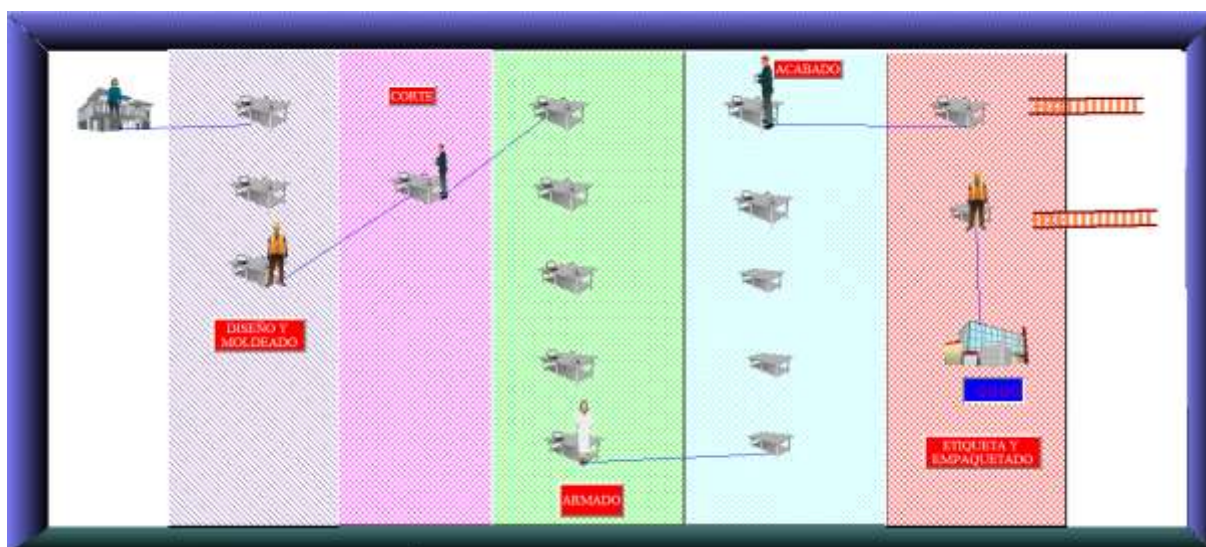 CORTE
ACABADO
DISEÑO Y
MOLDEADO
ETIQUETA Y
EMPAQUETADO
ARMADO